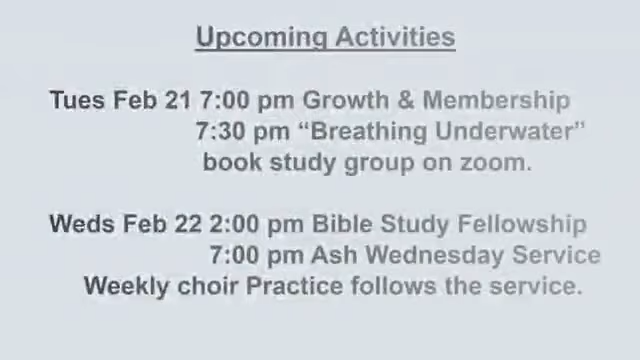 Upcoming Activities
Tues Feb 21 7:00 pm Growth & Membership
7:30 pm “Breathing Underwater”
book study group on zoom.
Weds Feb 22 2:00 pm Bible Study Fellowship
7:00 pm Ash Wednesday Service
Weekly choir Practice follows the service.